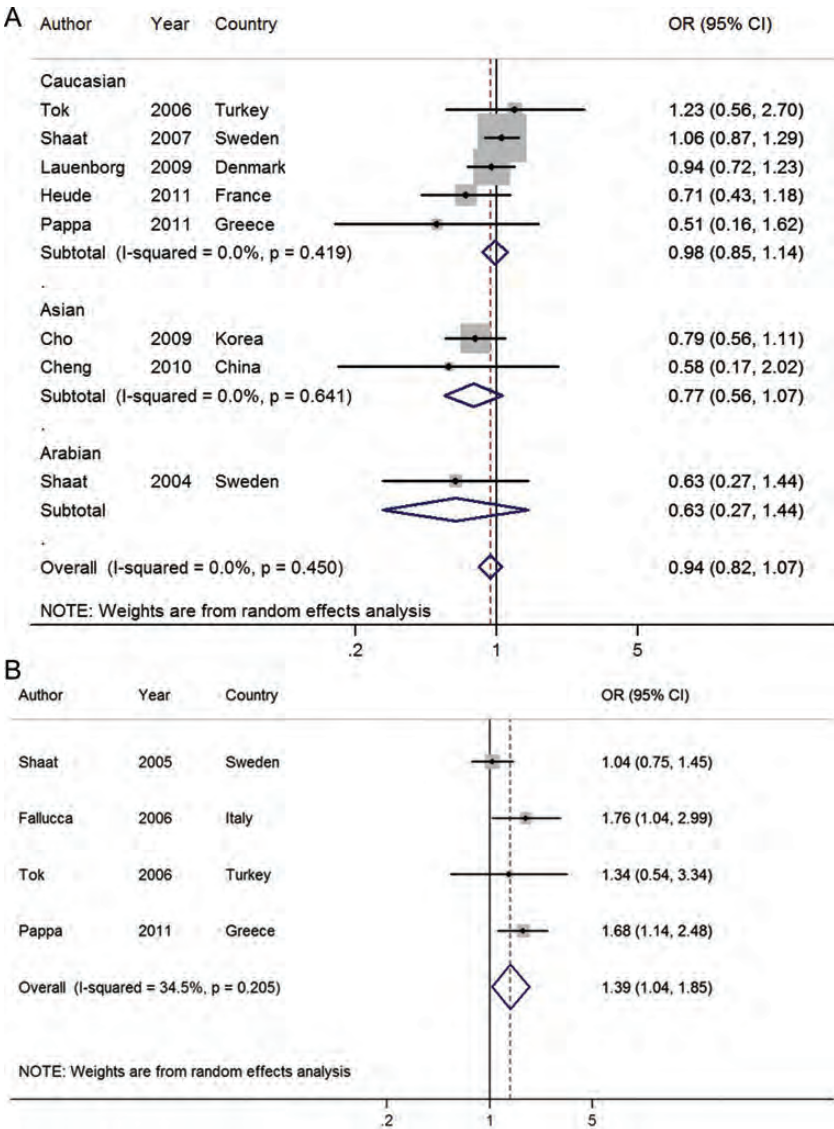 A
Author Year Country OR (95% CI)
Caucasian
Tok 2006 Turkey 1.23 (0.56, 2.70)
Shaat 2007 Sweden 1.06 (0.87, 1.29)
Lauenborg 2009 Denmark 0.94 (0.72, 1.23)
Heude 2011 France 0.71 (0.43, 1.18)
Pappa 2011 Greece 0.51 (0.16, 1.62)
Subtotal (I-squared = 0.0%, p = 0.419) 0.98 (0.85, 1.14)
.
Asian
Cho 2009 Korea 0.79 (0.56, 1.11)
Cheng 2010 China 0.58 (0.17, 2.02)
Subtotal (I-squared = 0.0%, p = 0.641) 0.77 (0.56, 1.07)
.
Arabian
Shaat 2004 Sweden 0.63 (0.27, 1.44)
Subtotal 0.63 (0.27, 1.44)
.
Overall (I-squared = 0.0%, p = 0.450) 0.94 (0.82, 1.07)
NOTE: Weights are from random effects analysis
.2 1 5
B
Author Year Country OR (95% CI)
Shaat 2005 Sweden 1.04 (0.75, 1.45)
Fallucca 2006 Italy 1.76 (1.04, 2.99)
Tok 2006 Turkey 1.34 (0.54, 3.34)
Pappa 2011 Greece 1.68 (1.14, 2.48)
Overall (I-squared = 34.5%, p = 0.205) 1.39 (1.04, 1.85)
NOTE: Weights are from random effects analysis
.2 1 5